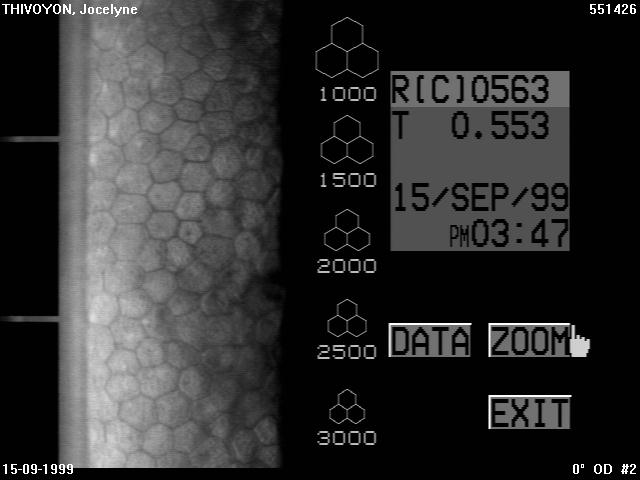 THIVOYON, Jocelyne
551426
1000
1500
2000
2500
3000
R[C]0563
T 0.553
15/SEP/99
PM03:47
DATA ZOOM
EXIT
15-09-1999
0° OD #2